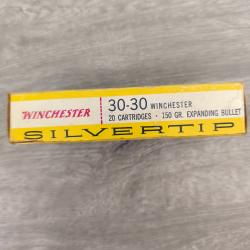 WINCHESTER
30-30 WINCHESTER
20 CARTRIDGES • 150 GR. EXPANDING BULLET
SILVERTIP